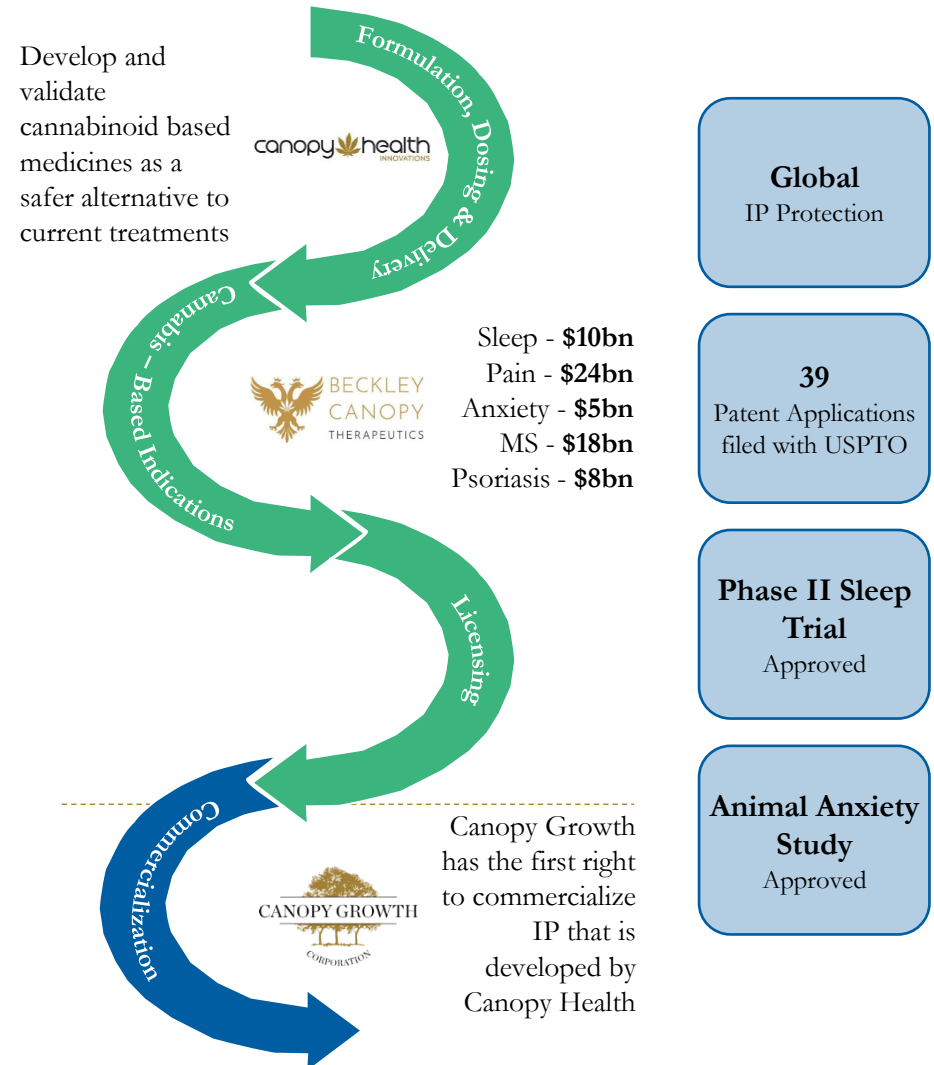 Develop and
validate
cannabinoid based
medicines as a
safer alternative to
current treatments
canopy health
INNOVATIONS
Formulation, Dosing & Delivery
Global
IP Protection
Cannabis – Based Indications
BECKLEY
CANOPY
THERAPEUTICS
Sleep - $10bn
Pain - $24bn
Anxiety - $5bn
MS - $18bn
Psoriasis - $8bn
39
Patent Applications
filed with USPTO
Licensing
Phase II Sleep
Trial
Approved
Commercialization
CANOPY GROWTH
CORPORATION
Canopy Growth
has the first right
to commercialize
IP that is
developed by
Canopy Health
Animal Anxiety
Study
Approved